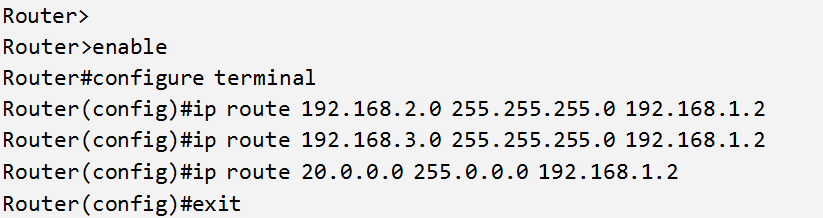 Router>
Router>enable
Router#configure terminal
Router(config)#ip route 192.168.2.0 255.255.255.0 192.168.1.2
Router(config)#ip route 192.168.3.0 255.255.255.0 192.168.1.2
Router(config)#ip route 20.0.0.0 255.0.0.0 192.168.1.2
Router(config)#exit